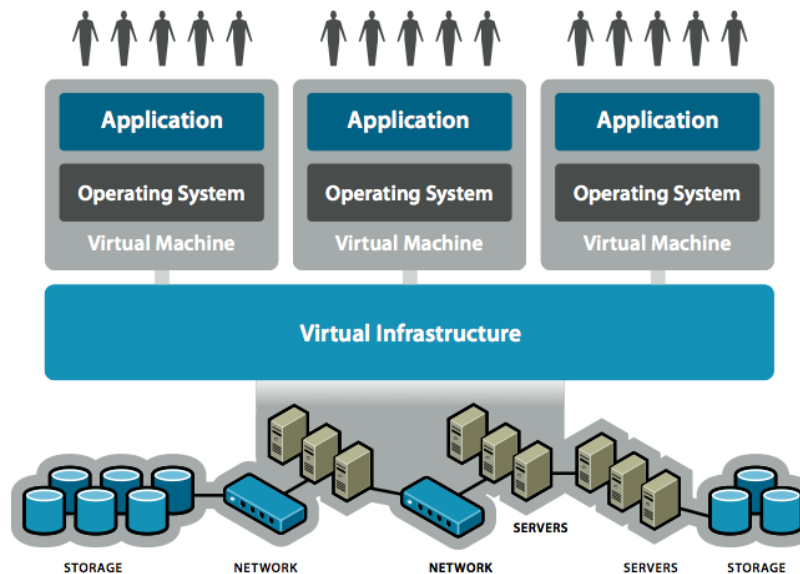 Application
Application
Application
Operating System
Operating System
Operating System
Virtual Machine
Virtual Machine
Virtual Machine
Virtual Infrastructure
SERVERS
STORAGE
NETWORK
NETWORK
SERVERS
STORAGE